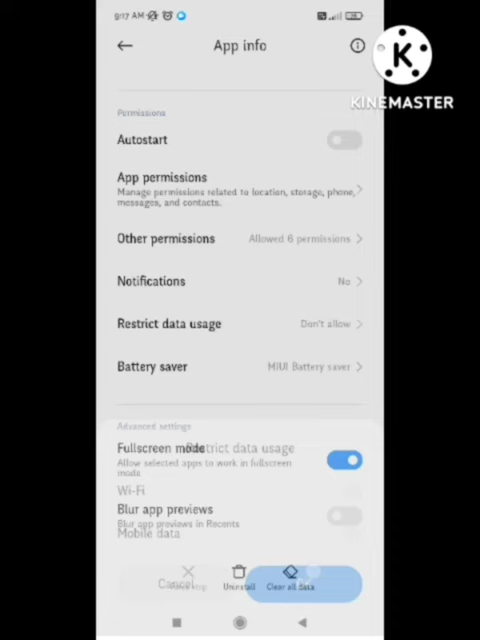 9:17 AM
App info
K
KINEMASTER
Permissions
Autostart
App permissions
Manage permissions related to location, storage, phone,
messages, and contacts.
Other permissions
Allowed 6 permissions
Notifications
No
Restrict data usage
Don't allow
Battery saver
MIUI Battery saver
Advanced settings
Fullscreen mode
Restrict data usage
Allow selected apps to work in fullscreen
mode
Wi-Fi
Blur app previews
Blur app previews in Recents
Mobile data
Cancel
Uninstall
Clear all data